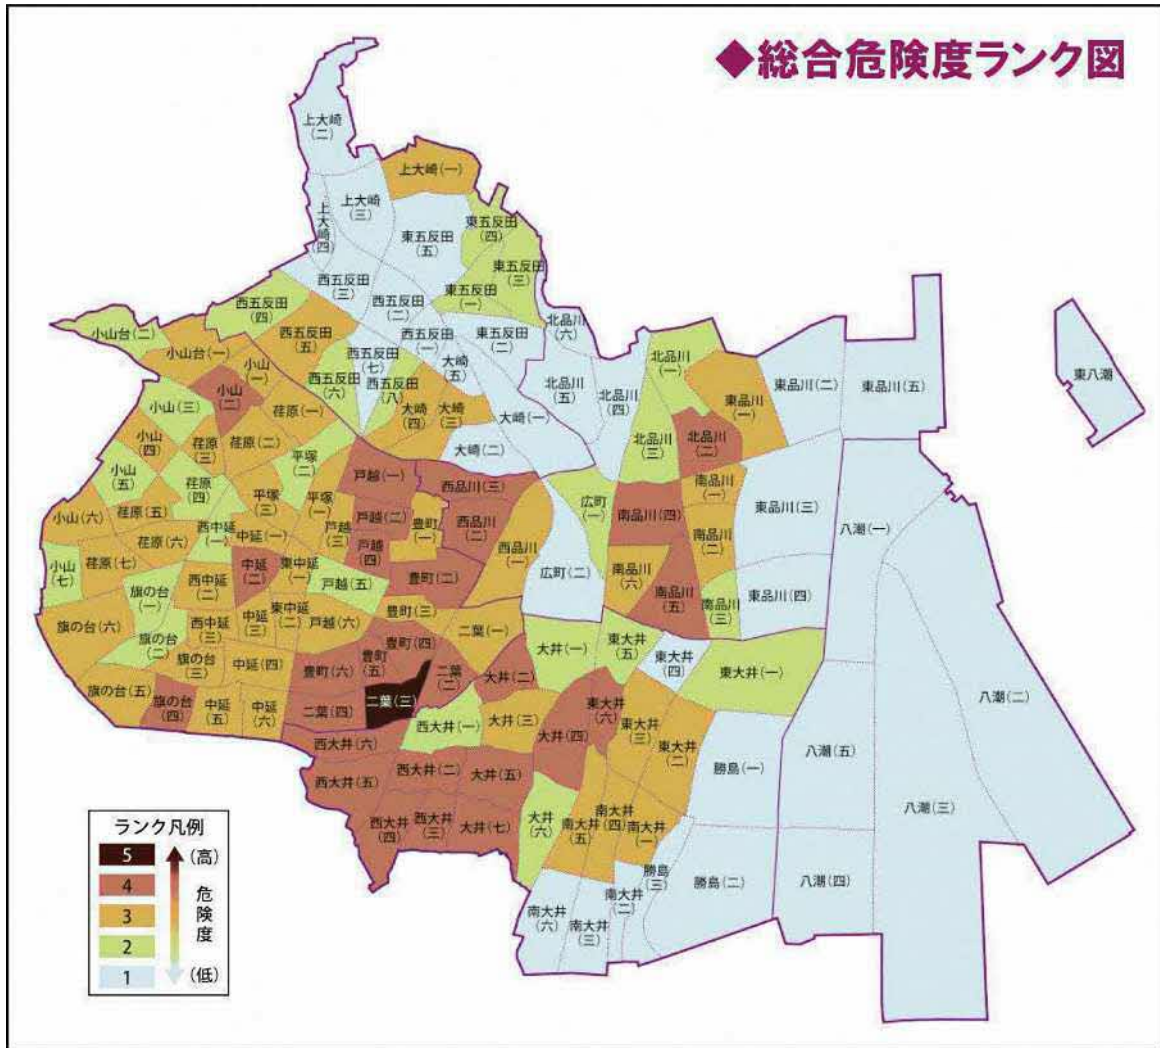 ◆総合危険度ランク図
上大崎
(二)
上大崎(一)
上大崎
(三)
上大崎
(四)
東五反田
(四)
東五反田
(五)
東五反田
(三)
西五反田
(三)
東五反田
(一)
西五反田
(二)
西五反田
(四)
北品川
(六)
小山台(二)
西五反田
(五)
西五反田
(一)
東五反田
(二)
小山台(一)
西五反田
(七)
大崎
(五)
北品川
(一)
東品川(二)
東品川(五)
東八潮
小山
(一)
西五反田
(六)
西五反田
(八)
北品川
(五)
北品川
(四)
東品川
(一)
小山
(二)
小山(三)
荏原(一)
大崎
(四)
大崎
(三)
大崎(一)
小山
(四)
荏原
(三)
荏原(二)
大崎(二)
北品川
(三)
北品川
(二)
平塚
(二)
小山
(五)
荏原
(四)
戸越(一)
西品川(三)
南品川
(一)
平塚
(三)
平塚
(一)
広町
(一)
東品川(三)
小山(六)
荏原(五)
戸越(二)
豊町
(一)
西品川
(二)
南品川(四)
八潮(一)
西中延
(一)
中延(一)
戸越
(三)
南品川
(二)
荏原(六)
戸越
(四)
西品川
(一)
小山
(七)
荏原(七)
中延
(二)
東中延
(一)
戸越(五)
豊町(二)
広町(二)
南品川
(六)
南品川
(五)
旗の台
(一)
西中延
(二)
南品川
(三)
東品川(四)
旗の台(六)
西中延
(三)
中延
(三)
東中延
(二)
戸越(六)
豊町(三)
二葉(一)
旗の台
(二)
豊町(四)
大井(一)
東大井
(五)
東大井
(四)
東大井(一)
旗の台
(三)
中延(四)
豊町(六)
豊町
(五)
二葉
(二)
大井(二)
旗の台(五)
旗の台
(四)
中延
(五)
中延
(六)
二葉(四)
二葉(三)
西大井(一)
大井(三)
大井(四)
東大井
(六)
東大井
(三)
東大井
(二)
八潮(二)
西大井(六)
八潮(五)
西大井(五)
西大井(二)
大井(五)
勝島(一)
八潮(三)
西大井
(四)
西大井
(三)
大井(七)
大井
(六)
南大井
(五)
南大井
(四)
南大井
(一)
勝島
(三)
勝島(二)
八潮(四)
南大井
(六)
南大井
(三)
南大井
(二)
ランク凡例
5
(高)
4
3
危険度
2
1
(低)